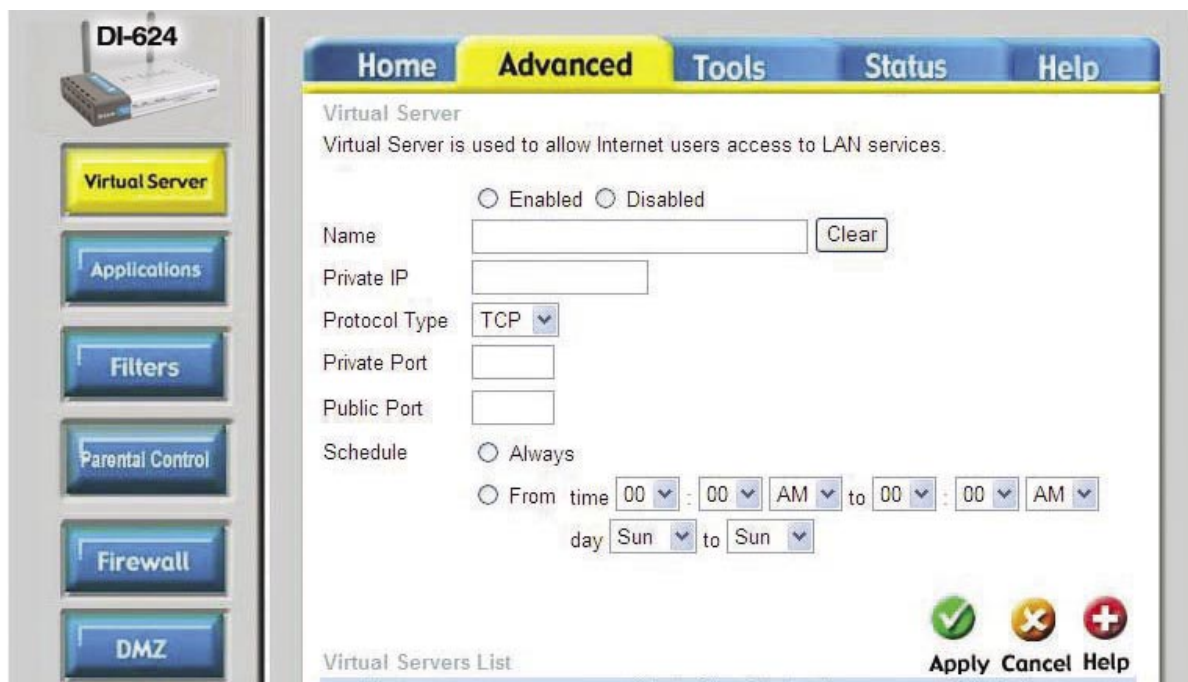 DI-624
Home Advanced Tools Status Help
Virtual Server
Applications
Filters
Parental Control
Firewall
DMZ
Virtual Server
Virtual Server is used to allow Internet users access to LAN services.
Enabled Disabled
Name Clear
Private IP
Protocol Type TCP
Private Port
Public Port
Schedule Always
From time 00 : 00 AM to 00 : 00 AM
day Sun to Sun
Apply Cancel Help
Virtual Servers List